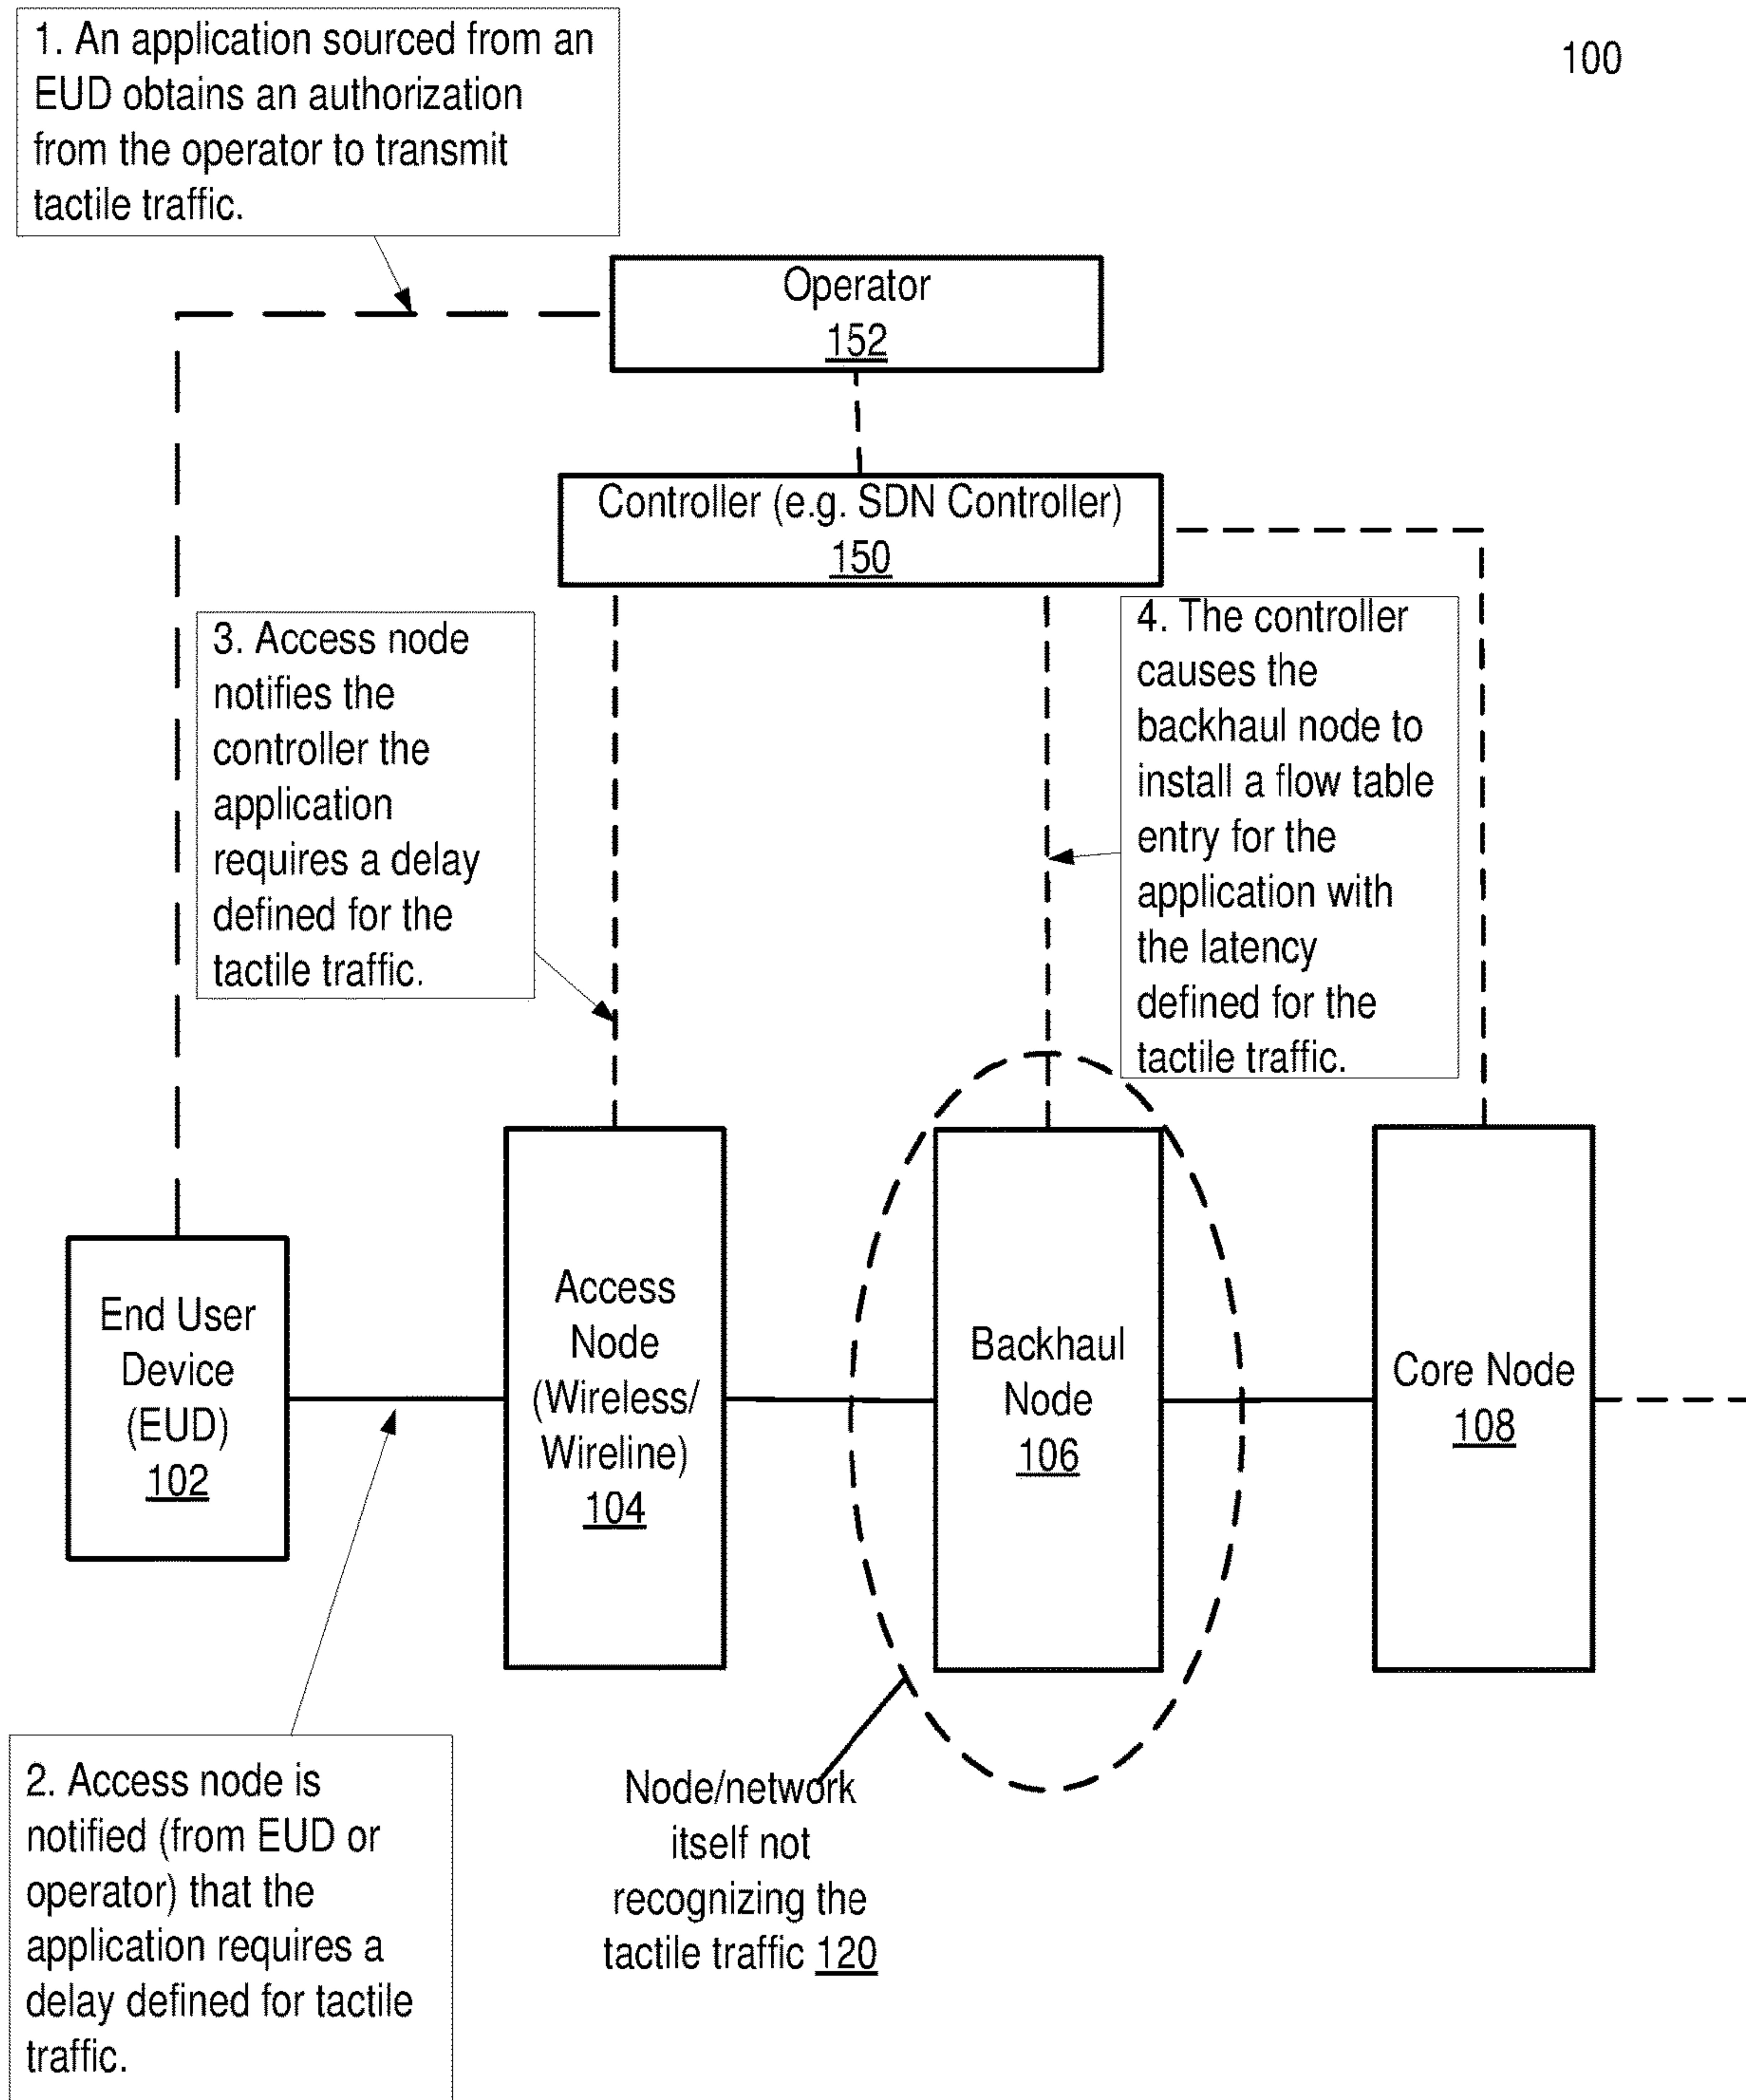 1. An application sourced from an
EUD obtains an authorization
from the operator to transmit
tactile traffic.
100
Operator
152
Controller (e.g. SDN Controller)
150
3. Access node
notifies the
controller the
application
requires a delay
defined for the
tactile traffic.
4. The controller
causes the
backhaul node to
install a flow table
entry for the
application with
the latency
defined for the
tactile traffic.
End User
Device
(EUD)
102
Access
Node
(Wireless/
Wireline)
104
Backhaul
Node
106
Core Node
108
2. Access node is
notified (from EUD or
operator) that the
application requires a
delay defined for tactile
traffic.
Node/network
itself not
recognizing the
tactile traffic 120